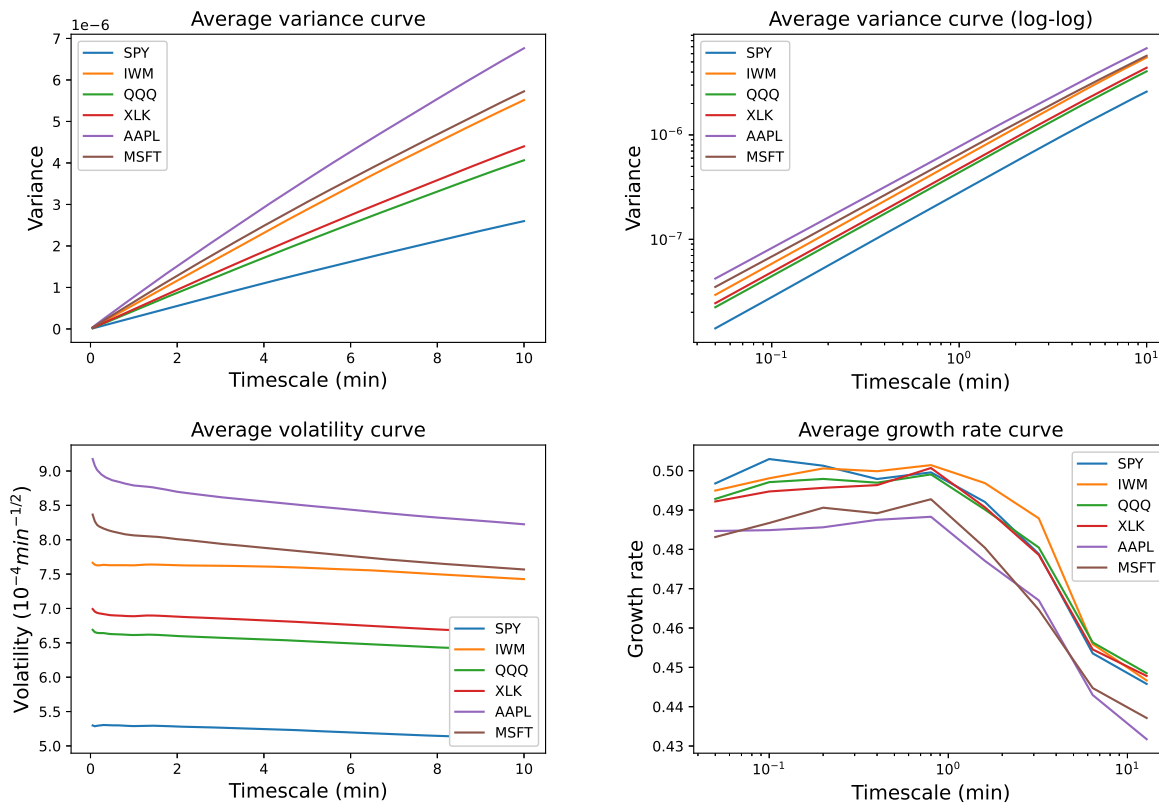 Average variance curve
1e−6
7
6
5
4
3
2
1
0
Variance
SPY
IWM
QQQ
XLK
AAPL
MSFT
0 2 4 6 8 10
Timescale (min)
Average variance curve (log-log)
10^{-6}
10^{-7}
Variance
SPY
IWM
QQQ
XLK
AAPL
MSFT
10^{-1} 10^{0} 10^{1}
Timescale (min)
Average volatility curve
9.0
8.5
8.0
7.5
7.0
6.5
6.0
5.5
5.0
Volatility (10^{-4}min^{-1/2})
SPY
IWM
QQQ
XLK
AAPL
MSFT
0 2 4 6 8 10
Timescale (min)
Average growth rate curve
0.50
0.49
0.48
0.47
0.46
0.45
0.44
0.43
Growth rate
SPY
IWM
QQQ
XLK
AAPL
MSFT
10^{-1} 10^{0} 10^{1}
Timescale (min)